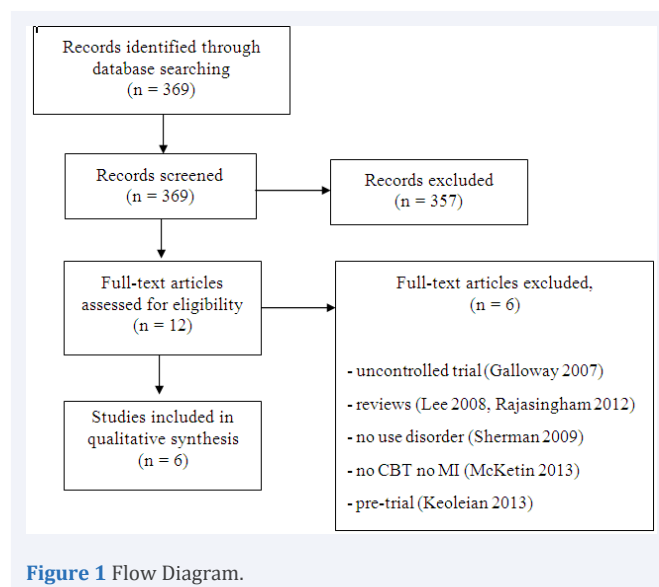 Records identified through
database searching
(n = 369)
Records screened
(n = 369)
Records excluded
(n = 357)
Full-text articles
assessed for eligibility
(n = 12)
Full-text articles excluded,
(n = 6)
- uncontrolled trial (Galloway 2007)
- reviews (Lee 2008, Rajasingham 2012)
- no use disorder (Sherman 2009)
- no CBT no MI (McKetin 2013)
- pre-trial (Keoleian 2013)
Studies included in
qualitative synthesis
(n = 6)
Figure 1 Flow Diagram.